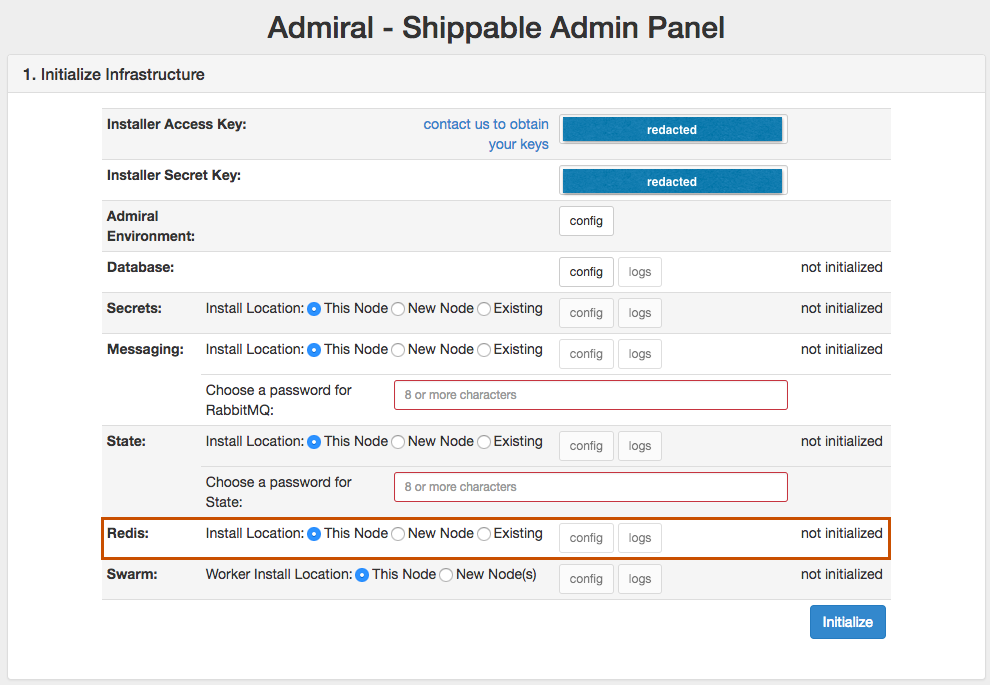 Admiral - Shippable Admin Panel
1. Initialize Infrastructure
Installer Access Key: contact us to obtain redacted
your keys
Installer Secret Key: redacted
Admiral config
Environment:
Database: config logs not initialized
Secrets: Install Location: This Node New Node Existing config logs not initialized
Messaging: Install Location: This Node New Node Existing config logs not initialized
Choose a password for 8 or more characters
RabbitMQ:
State: Install Location: This Node New Node Existing config logs not initialized
Choose a password for 8 or more characters
State:
Redis: Install Location: This Node New Node Existing config logs not initialized
Swarm: Worker Install Location: This Node New Node(s) config logs not initialized
Initialize